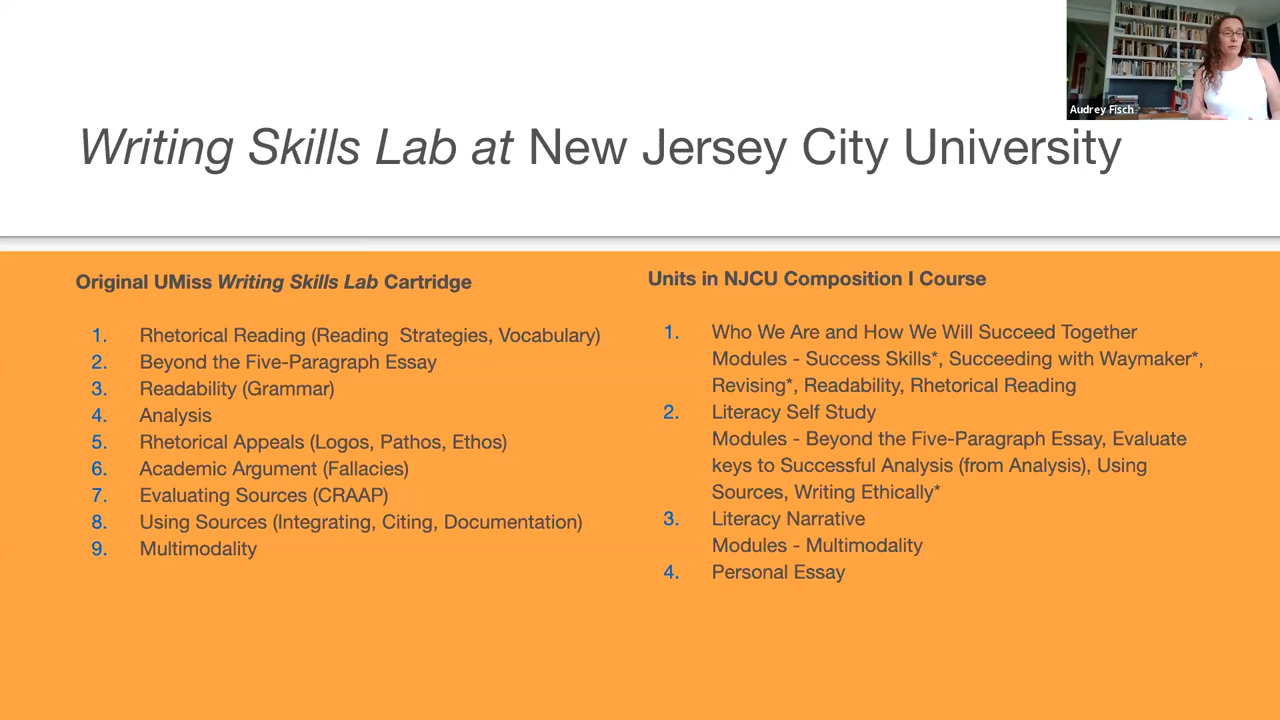 Audrey Fisch
Writing Skills Lab at New Jersey City University
Original UMiss Writing Skills Lab Cartridge
1. Rhetorical Reading (Reading Strategies, Vocabulary)
2. Beyond the Five-Paragraph Essay
3. Readability (Grammar)
4. Analysis
5. Rhetorical Appeals (Logos, Pathos, Ethos)
6. Academic Argument (Fallacies)
7. Evaluating Sources (CRAAP)
8. Using Sources (Integrating, Citing, Documentation)
9. Multimodality
Units in NJCU Composition I Course
1. Who We Are and How We Will Succeed Together
Modules - Success Skills*, Succeeding with Waymaker*,
Revising*, Readability, Rhetorical Reading
2. Literacy Self Study
Modules - Beyond the Five-Paragraph Essay, Evaluate
keys to Successful Analysis (from Analysis), Using
Sources, Writing Ethically*
3. Literacy Narrative
Modules - Multimodality
4. Personal Essay